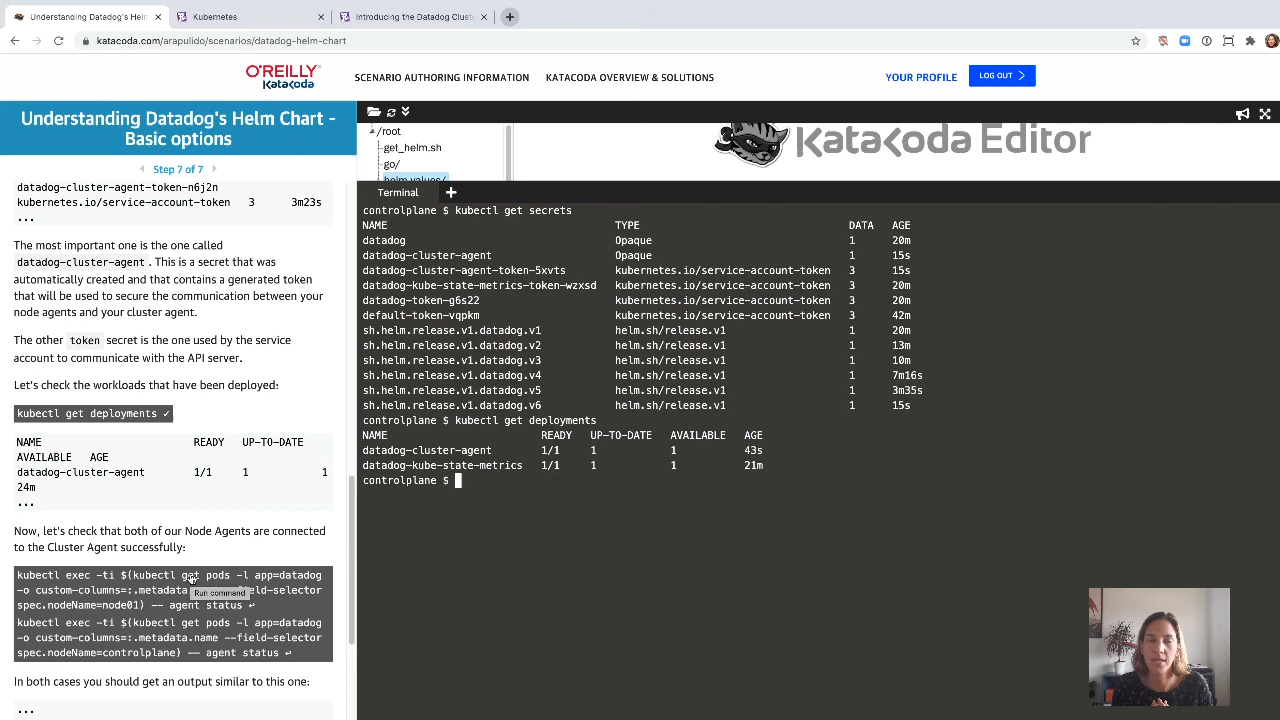 Understanding Datadog's Helm
Kubernetes
Introducing the Datadog Clust
katacoda.com/arapulido/scenarios/datadog-helm-chart
O'REILLY
Katacoda
SCENARIO AUTHORING INFORMATION
KATACODA OVERVIEW & SOLUTIONS
YOUR PROFILE
LOG OUT
Understanding Datadog's Helm Chart -
Basic options
Step 7 of 7
datadog-cluster-agent-token-n6j2n
kubernetes.io/service-account-token 3 3m23s
...
The most important one is the one called
datadog-cluster-agent. This is a secret that was
automatically created and that contains a generated token
that will be used to secure the communication between your
node agents and your cluster agent.
The other token secret is the one used by the service
account to communicate with the API server.
Let's check the workloads that have been deployed:
kubectl get deployments ✓
NAME READY UP-TO-DATE
AVAILABLE AGE
datadog-cluster-agent 1/1 1 1
24m
...
Now, let's check that both of our Node Agents are connected
to the Cluster Agent successfully:
kubectl exec -ti $(kubectl get pods -l app=datadog
-o custom-columns=:.metadata field-selector
Run command
spec.nodeName=node01) -- agent status ↵
kubectl exec -ti $(kubectl get pods -l app=datadog
-o custom-columns=:.metadata.name --field-selector
spec.nodeName=controlplane) -- agent status ↵
In both cases you should get an output similar to this one:
...
/root
get_helm.sh
go/
helm values/
KATACODA Editor
Terminal
controlplane $ kubectl get secrets
NAME TYPE DATA AGE
datadog Opaque 1 20m
datadog-cluster-agent Opaque 1 15s
datadog-cluster-agent-token-5xvts kubernetes.io/service-account-token 3 15s
datadog-kube-state-metrics-token-wzxsd kubernetes.io/service-account-token 3 20m
datadog-token-g6s22 kubernetes.io/service-account-token 3 20m
default-token-vqpkm kubernetes.io/service-account-token 3 42m
sh.helm.release.v1.datadog.v1 helm.sh/release.v1 1 20m
sh.helm.release.v1.datadog.v2 helm.sh/release.v1 1 13m
sh.helm.release.v1.datadog.v3 helm.sh/release.v1 1 10m
sh.helm.release.v1.datadog.v4 helm.sh/release.v1 1 7m16s
sh.helm.release.v1.datadog.v5 helm.sh/release.v1 1 3m35s
sh.helm.release.v1.datadog.v6 helm.sh/release.v1 1 15s
controlplane $ kubectl get deployments
NAME READY UP-TO-DATE AVAILABLE AGE
datadog-cluster-agent 1/1 1 1 43s
datadog-kube-state-metrics 1/1 1 1 21m
controlplane $